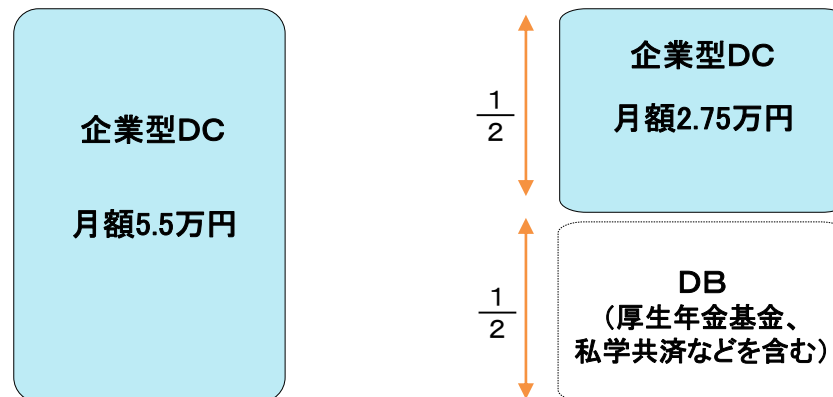 企業型ＤＣ
月額5.5万円
1
2
企業型ＤＣ
月額2.75万円
1
2
ＤＢ
（厚生年金基金、
私学共済などを含む）